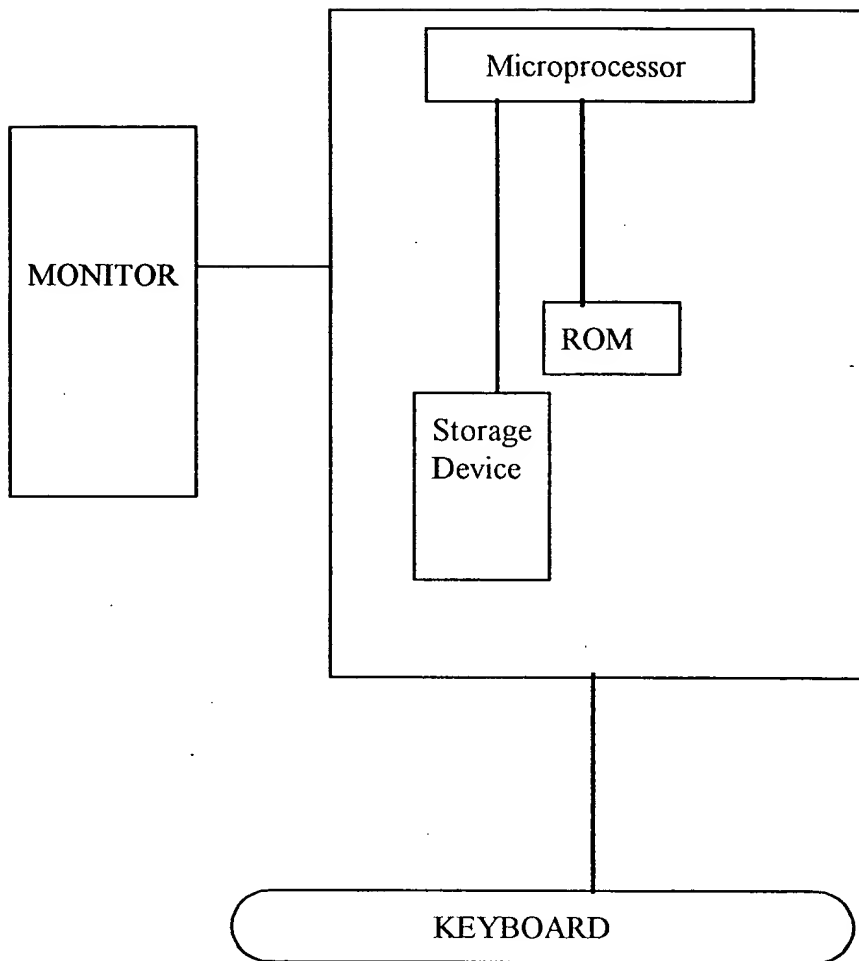 Microprocessor
MONITOR
ROM
Storage
Device
KEYBOARD